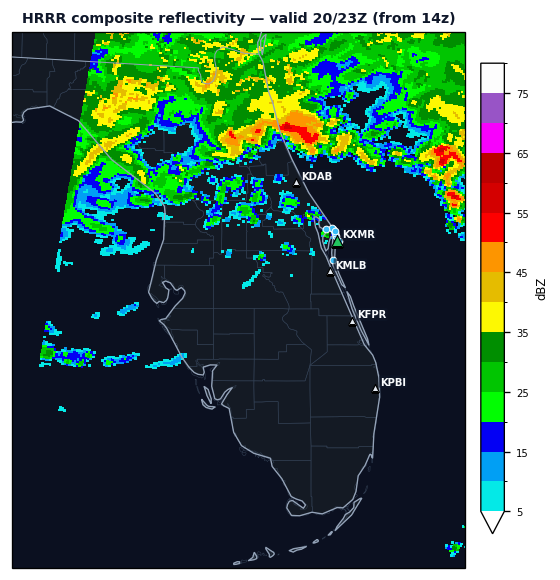 HRRR composite reflectivity — valid 20/23Z (from 14z)
KDAB
KXMR
KMLB
KFPR
KPBI
75
65
55
45
35
25
15
5
dBZ